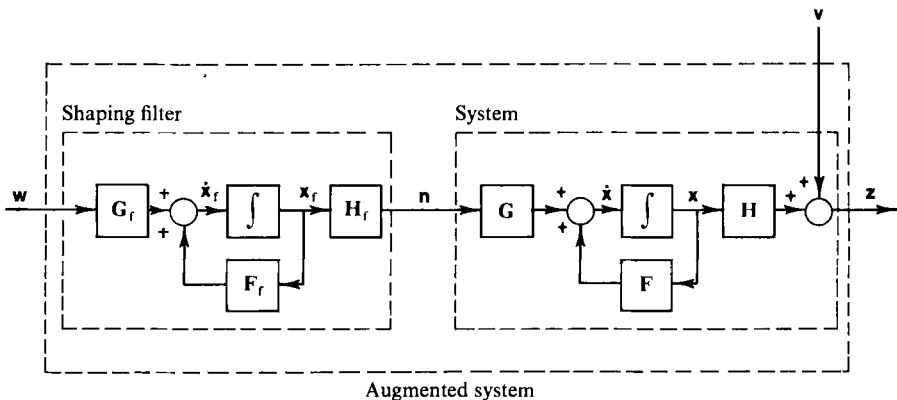 v
Shaping filter
System
w
G_f
+
+
ẋ_f
∫
x_f
H_f
F_f
n
G
+
+
ẋ
∫
x
H
F
+
+
z
Augmented system